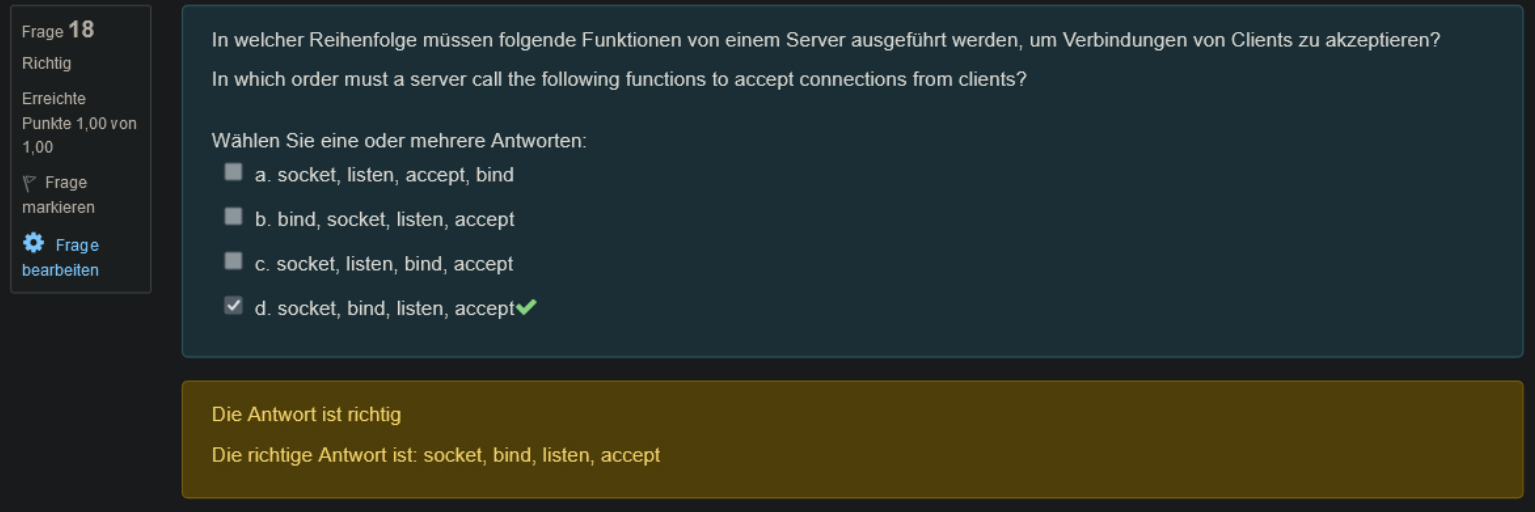 Frage 18
Richtig
Erreichte
Punkte 1,00 von
1,00
Frage
markieren
Frage
bearbeiten
In welcher Reihenfolge müssen folgende Funktionen von einem Server ausgeführt werden, um Verbindungen von Clients zu akzeptieren?
In which order must a server call the following functions to accept connections from clients?
Wählen Sie eine oder mehrere Antworten:
a. socket, listen, accept, bind
b. bind, socket, listen, accept
c. socket, listen, bind, accept
d. socket, bind, listen, accept
Die Antwort ist richtig
Die richtige Antwort ist: socket, bind, listen, accept